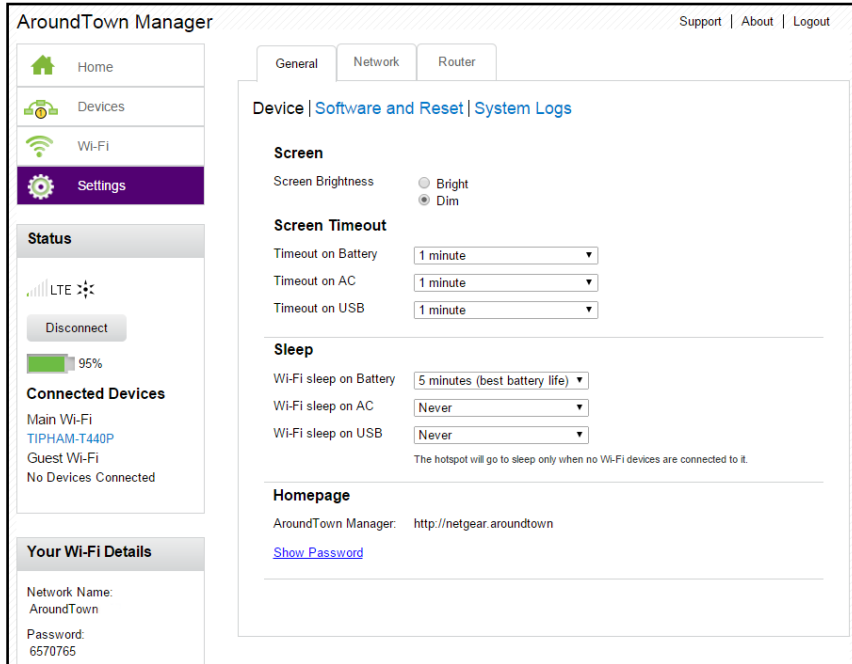 AroundTown Manager
Support | About | Logout
Home
Devices
Wi-Fi
Settings
Status
LTE
Disconnect
95%
Connected Devices
Main Wi-Fi
TIPHAM-T440P
Guest Wi-Fi
No Devices Connected
Your Wi-Fi Details
Network Name:
AroundTown
Password:
6570765
General Network Router
Device | Software and Reset | System Logs
Screen
Screen Brightness Bright
Dim
Screen Timeout
Timeout on Battery 1 minute
Timeout on AC 1 minute
Timeout on USB 1 minute
Sleep
Wi-Fi sleep on Battery 5 minutes (best battery life)
Wi-Fi sleep on AC Never
Wi-Fi sleep on USB Never
The hotspot will go to sleep only when no Wi-Fi devices are connected to it.
Homepage
AroundTown Manager: http://netgear.aroundtown
Show Password